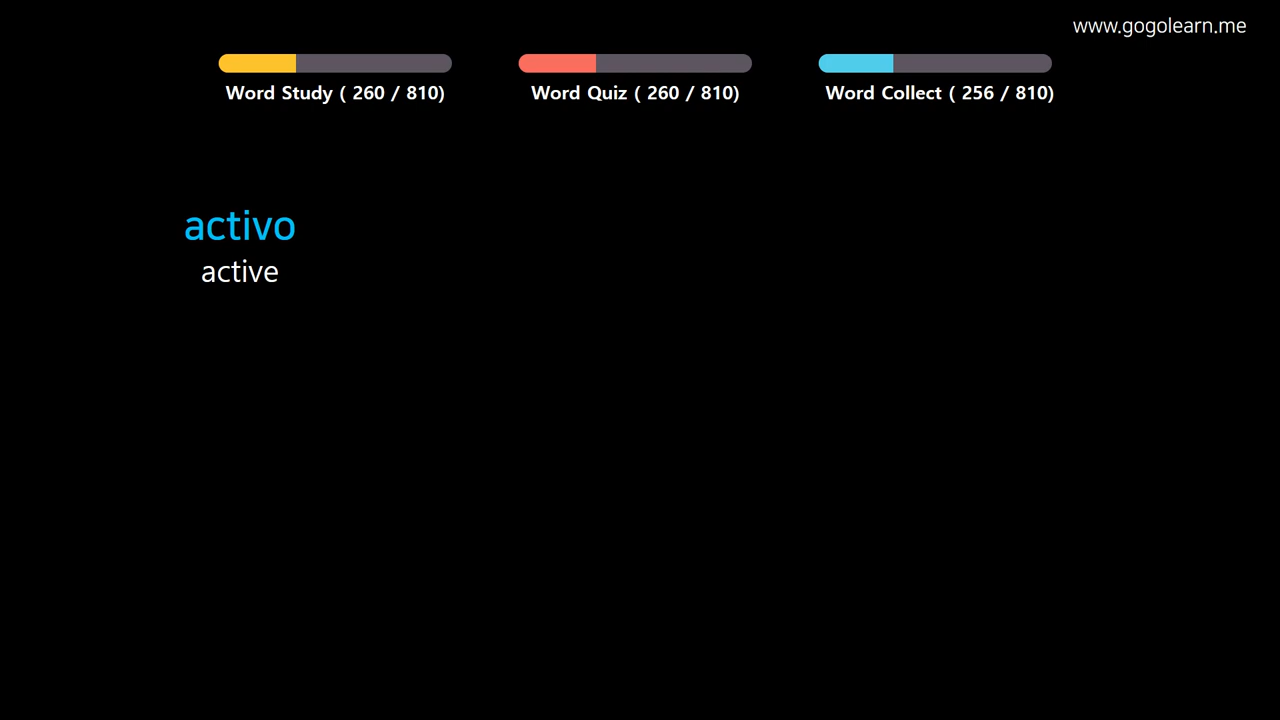 www.gogolearn.me
Word Study ( 260 / 810)
Word Quiz ( 260 / 810)
Word Collect ( 256 / 810)
activo
active